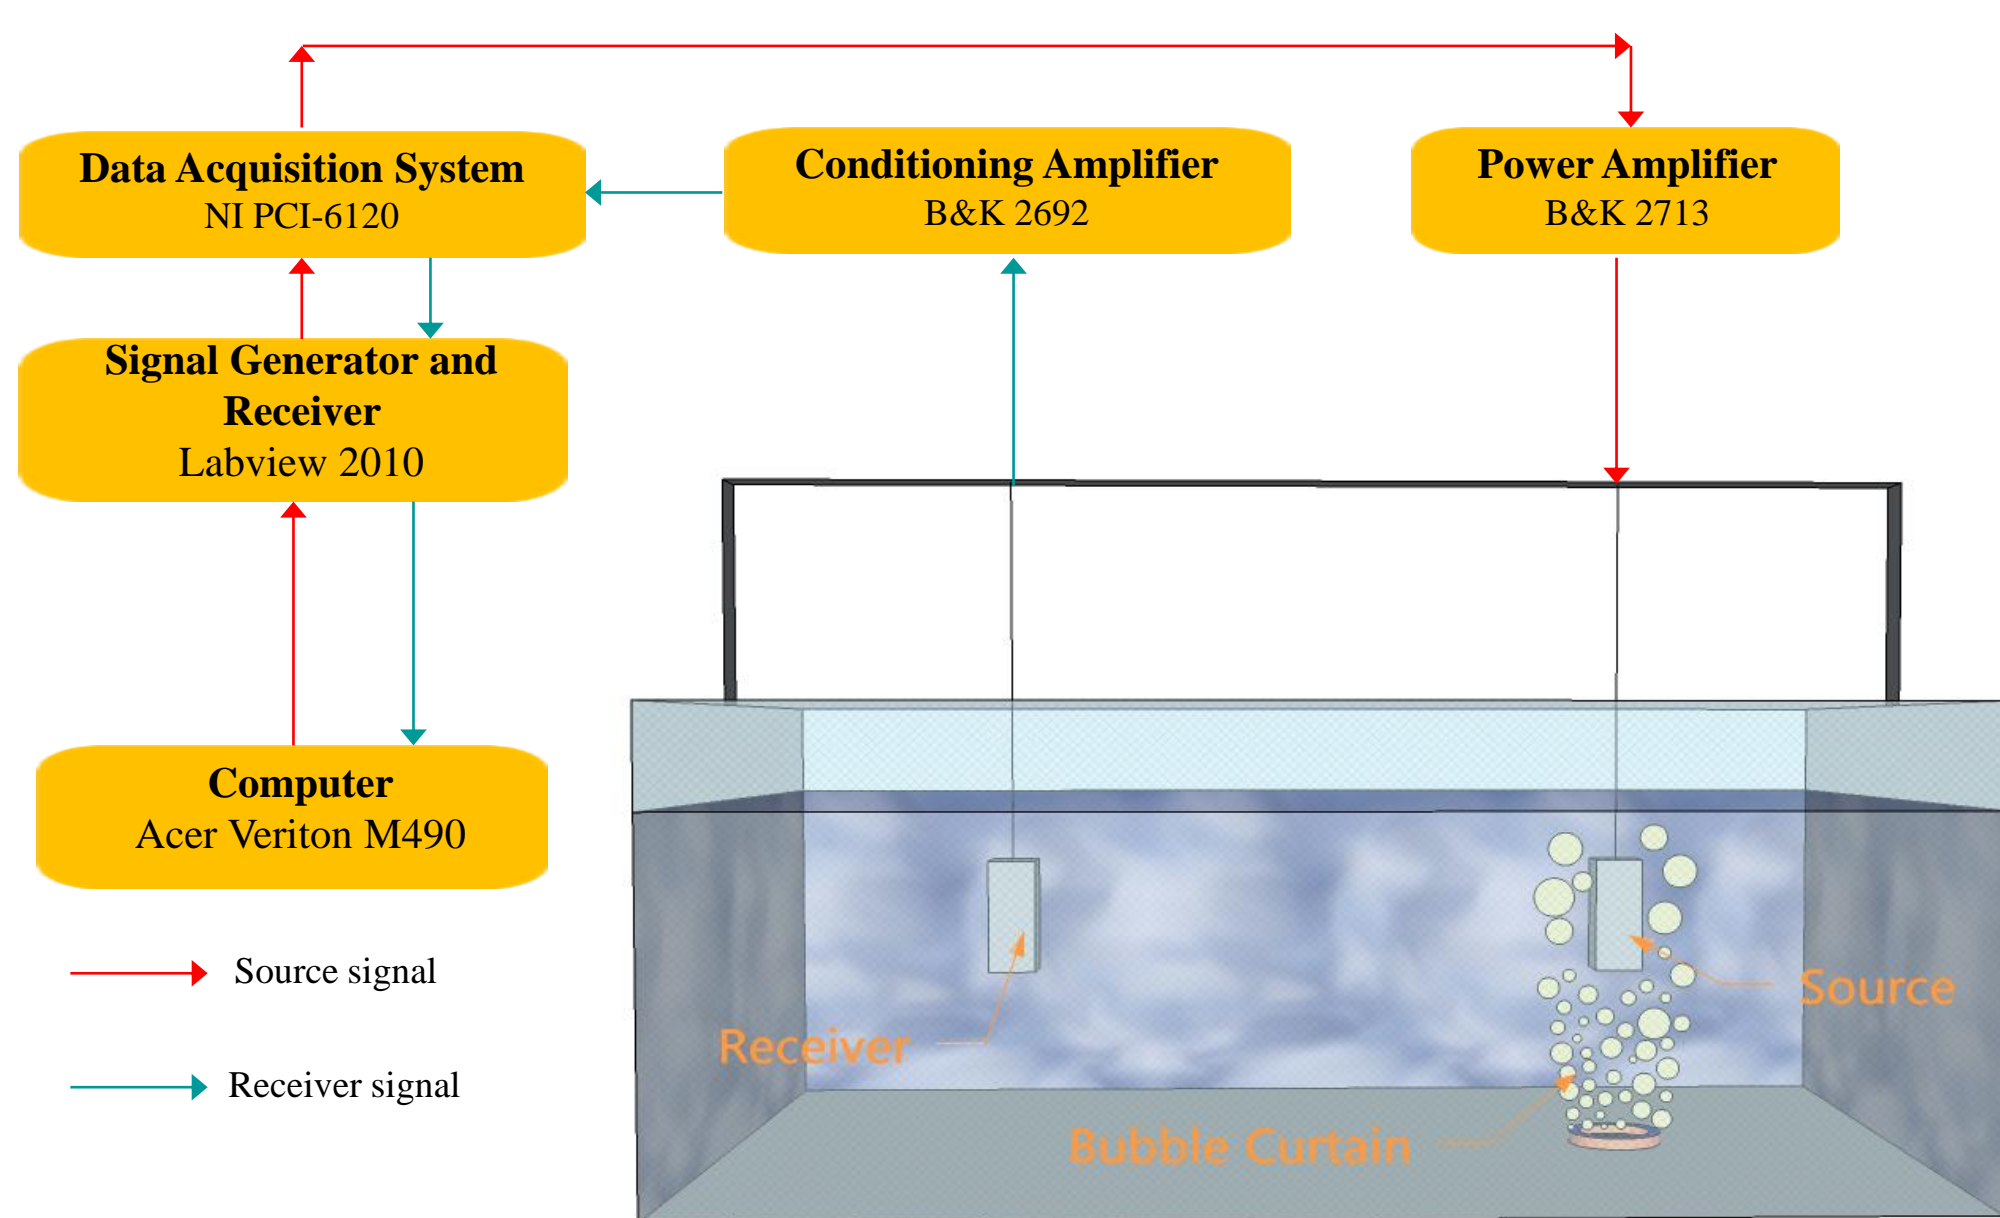 Data Acquisition System
NI PCI-6120
Conditioning Amplifier
B&K 2692
Power Amplifier
B&K 2713
Signal Generator and
Receiver
Labview 2010
Computer
Acer Veriton M490
Source signal
Receiver signal
Receiver
Source
Bubble Curtain